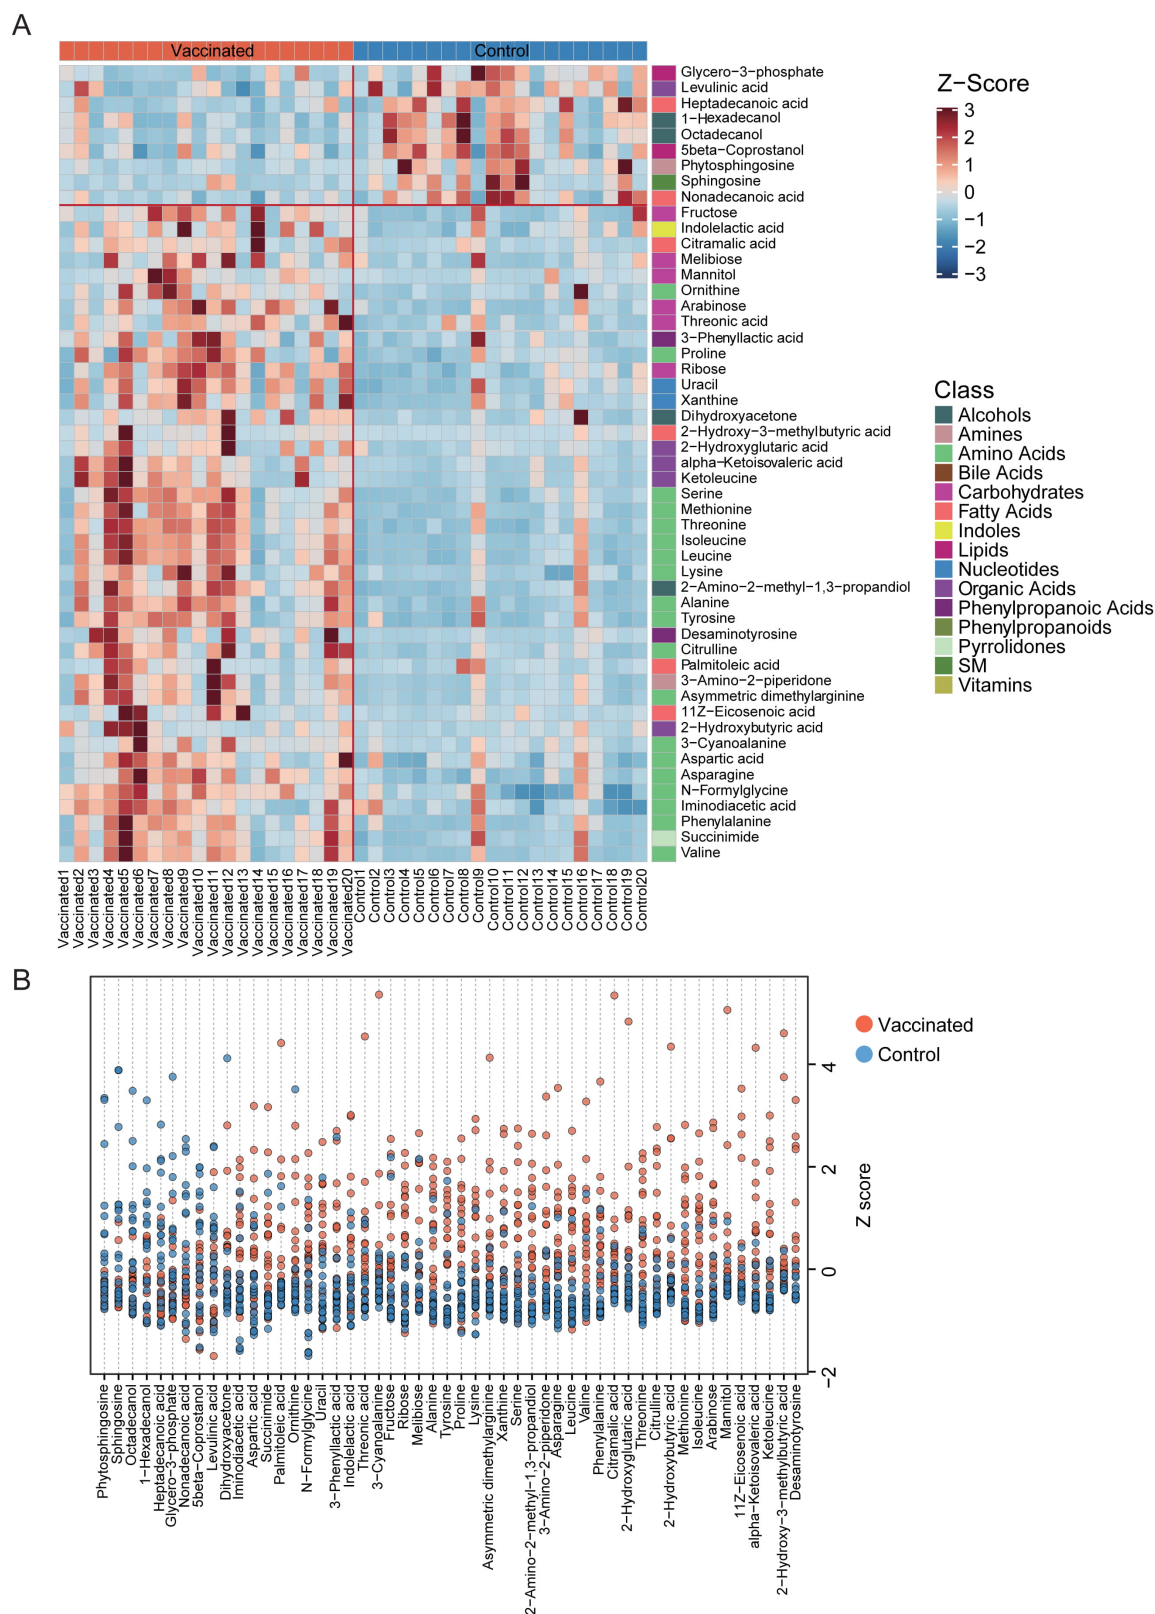 A
Vaccinated
Control
Glycero−3−phosphate
Levulinic acid
Heptadecanoic acid
1−Hexadecanol
Octadecanol
5beta−Coprostanol
Phytosphingosine
Sphingosine
Nonadecanoic acid
Fructose
Indolelactic acid
Citramalic acid
Melibiose
Mannitol
Ornithine
Arabinose
Threonic acid
3−Phenyllactic acid
Proline
Ribose
Uracil
Xanthine
Dihydroxyacetone
2−Hydroxy−3−methylbutyric acid
2−Hydroxyglutaric acid
alpha−Ketoisovaleric acid
Ketoleucine
Serine
Methionine
Threonine
Isoleucine
Leucine
Lysine
2−Amino−2−methyl−1,3−propandiol
Alanine
Tyrosine
Desaminotyrosine
Citrulline
Palmitoleic acid
3−Amino−2−piperidone
Asymmetric dimethylarginine
11Z−Eicosenoic acid
2−Hydroxybutyric acid
3−Cyanoalanine
Aspartic acid
Asparagine
N−Formylglycine
Iminodiacetic acid
Phenylalanine
Succinimide
Valine
Z−Score
3
2
1
0
−1
−2
−3
Class
Alcohols
Amines
Amino Acids
Bile Acids
Carbohydrates
Fatty Acids
Indoles
Lipids
Nucleotides
Organic Acids
Phenylpropanoic Acids
Phenylpropanoids
Pyrrolidones
SM
Vitamins
Vaccinated1
Vaccinated2
Vaccinated3
Vaccinated4
Vaccinated5
Vaccinated6
Vaccinated7
Vaccinated8
Vaccinated9
Vaccinated10
Vaccinated11
Vaccinated12
Vaccinated13
Vaccinated14
Vaccinated15
Vaccinated16
Vaccinated17
Vaccinated18
Vaccinated19
Vaccinated20
Control1
Control2
Control3
Control4
Control5
Control6
Control7
Control8
Control9
Control10
Control11
Control12
Control13
Control14
Control15
Control16
Control17
Control18
Control19
Control20
B
Vaccinated
Control
4
2
0
−2
Z score
Phytosphingosine
Sphingosine
Octadecanol
1−Hexadecanol
Heptadecanoic acid
Glycero−3−phosphate
Nonadecanoic acid
5beta−Coprostanol
Levulinic acid
Dihydroxyacetone
Iminodiacetic acid
Aspartic acid
Succinimide
Palmitoleic acid
Ornithine
N−Formylglycine
Uracil
3−Phenyllactic acid
Indolelactic acid
Threonic acid
3−Cyanoalanine
Fructose
Ribose
Melibiose
Alanine
Tyrosine
Proline
Lysine
Asymmetric dimethylarginine
Xanthine
Serine
2−Amino−2−methyl−1,3−propandiol
3−Amino−2−piperidone
Asparagine
Leucine
Valine
Phenylalanine
Citramalic acid
2−Hydroxyglutaric acid
Threonine
Citrulline
2−Hydroxybutyric acid
Methionine
Isoleucine
Arabinose
Mannitol
11Z−Eicosenoic acid
alpha−Ketoisovaleric acid
Ketoleucine
2−Hydroxy−3−methylbutyric acid
Desaminotyrosine